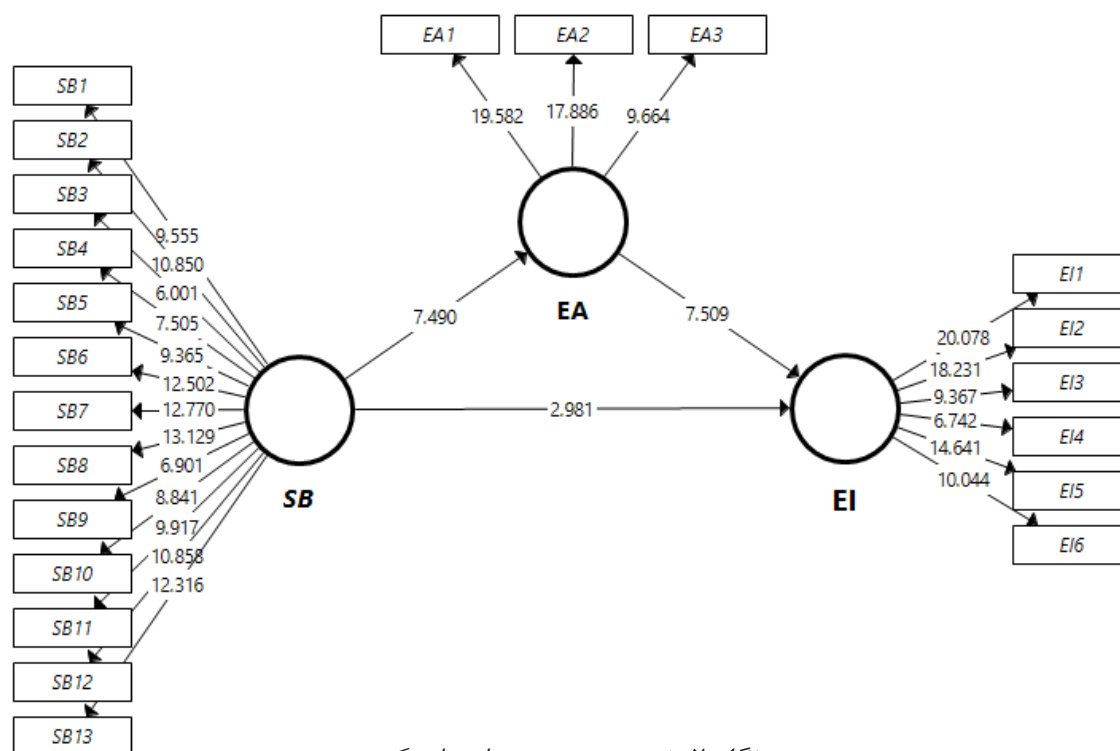 EA1 EA2 EA3
19.582 17.886 9.664
SB1
SB2
SB3
SB4
SB5
SB6
SB7
SB8
SB9
SB10
SB11
SB12
SB13
9.555
10.850
6.001
7.505
9.365
12.502
12.770
13.129
6.901
8.841
9.917
10.858
12.316
EA
7.490
7.509
2.981
SB
EI
20.078
18.231
9.367
6.742
14.641
10.044
EI1
EI2
EI3
EI4
EI5
EI6